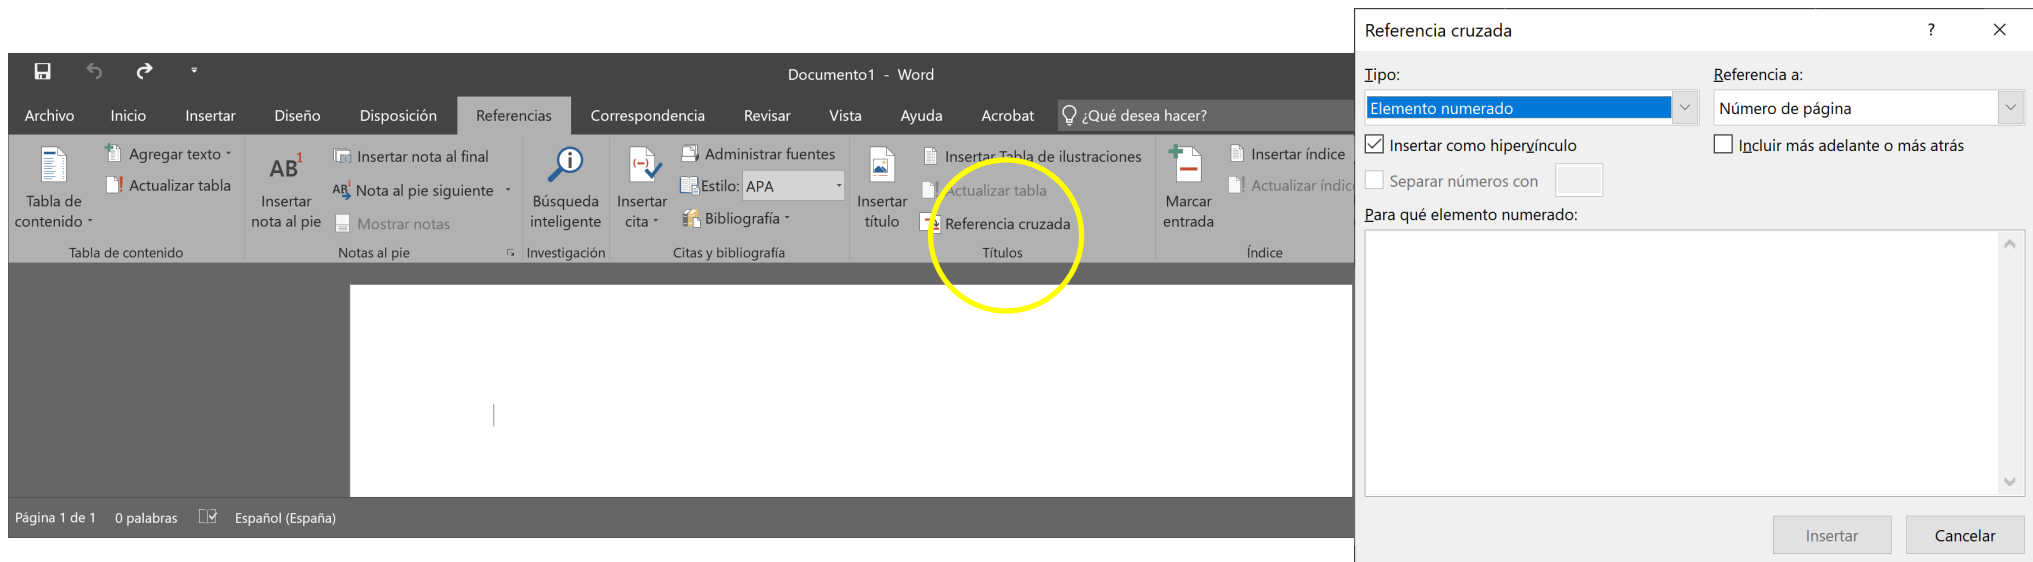 Documento1 - Word
Archivo Inicio Insertar Diseño Disposición Referencias Correspondencia Revisar Vista Ayuda Acrobat ¿Qué desea hacer?
Tabla de
contenido
Agregar texto
Actualizar tabla
Tabla de contenido
AB1
Insertar
nota al pie
Insertar nota al final
AB1 Nota al pie siguiente
Mostrar notas
Notas al pie
Búsqueda
inteligente
Investigación
Insertar
cita
Administrar fuentes
Estilo: APA
Bibliografía
Citas y bibliografía
Insertar
título
Insertar Tabla de ilustraciones
Actualizar tabla
Referencia cruzada
Títulos
Marcar
entrada
Insertar índice
Actualizar índic
Índice
Página 1 de 1 0 palabras Español (España)
Referencia cruzada ?
Tipo: Referencia a:
Elemento numerado Número de página
Insertar como hipervínculo Incluir más adelante o más atrás
Separar números con
Para qué elemento numerado:
Insertar Cancelar